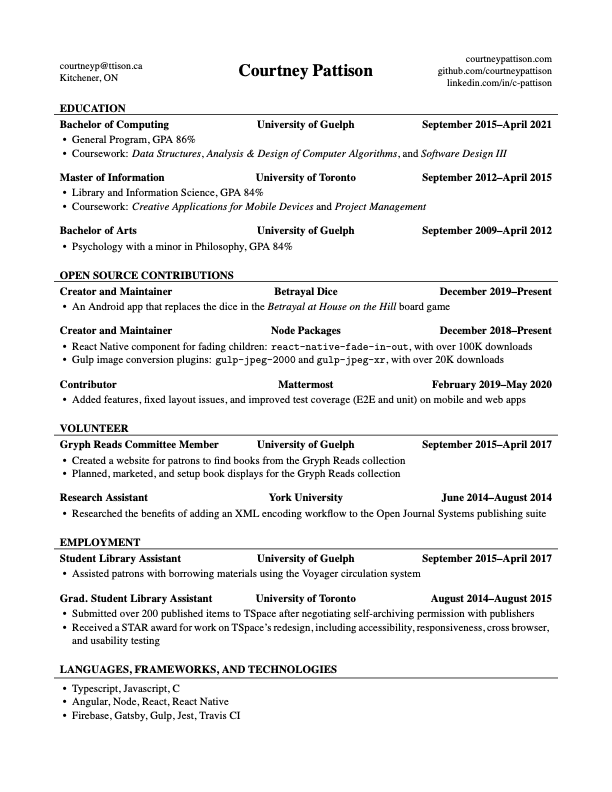 courtneyp@ttison.ca
Kitchener, ON
Courtney Pattison
courtneypattison.com
github.com/courtneypattison
linkedin.com/in/c-pattison
EDUCATION
Bachelor of Computing University of Guelph September 2015–April 2021
• General Program, GPA 86%
• Coursework: Data Structures, Analysis & Design of Computer Algorithms, and Software Design III
Master of Information University of Toronto September 2012–April 2015
• Library and Information Science, GPA 84%
• Coursework: Creative Applications for Mobile Devices and Project Management
Bachelor of Arts University of Guelph September 2009–April 2012
• Psychology with a minor in Philosophy, GPA 84%
OPEN SOURCE CONTRIBUTIONS
Creator and Maintainer Betrayal Dice December 2019–Present
• An Android app that replaces the dice in the Betrayal at House on the Hill board game
Creator and Maintainer Node Packages December 2018–Present
• React Native component for fading children: react-native-fade-in-out, with over 100K downloads
• Gulp image conversion plugins: gulp-jpeg-2000 and gulp-jpeg-xr, with over 20K downloads
Contributor Mattermost February 2019–May 2020
• Added features, fixed layout issues, and improved test coverage (E2E and unit) on mobile and web apps
VOLUNTEER
Gryph Reads Committee Member University of Guelph September 2015–April 2017
• Created a website for patrons to find books from the Gryph Reads collection
• Planned, marketed, and setup book displays for the Gryph Reads collection
Research Assistant York University June 2014–August 2014
• Researched the benefits of adding an XML encoding workflow to the Open Journal Systems publishing suite
EMPLOYMENT
Student Library Assistant University of Guelph September 2015–April 2017
• Assisted patrons with borrowing materials using the Voyager circulation system
Grad. Student Library Assistant University of Toronto August 2014–August 2015
• Submitted over 200 published items to TSpace after negotiating self-archiving permission with publishers
• Received a STAR award for work on TSpace's redesign, including accessibility, responsiveness, cross browser,
and usability testing
LANGUAGES, FRAMEWORKS, AND TECHNOLOGIES
• Typescript, Javascript, C
• Angular, Node, React, React Native
• Firebase, Gatsby, Gulp, Jest, Travis CI